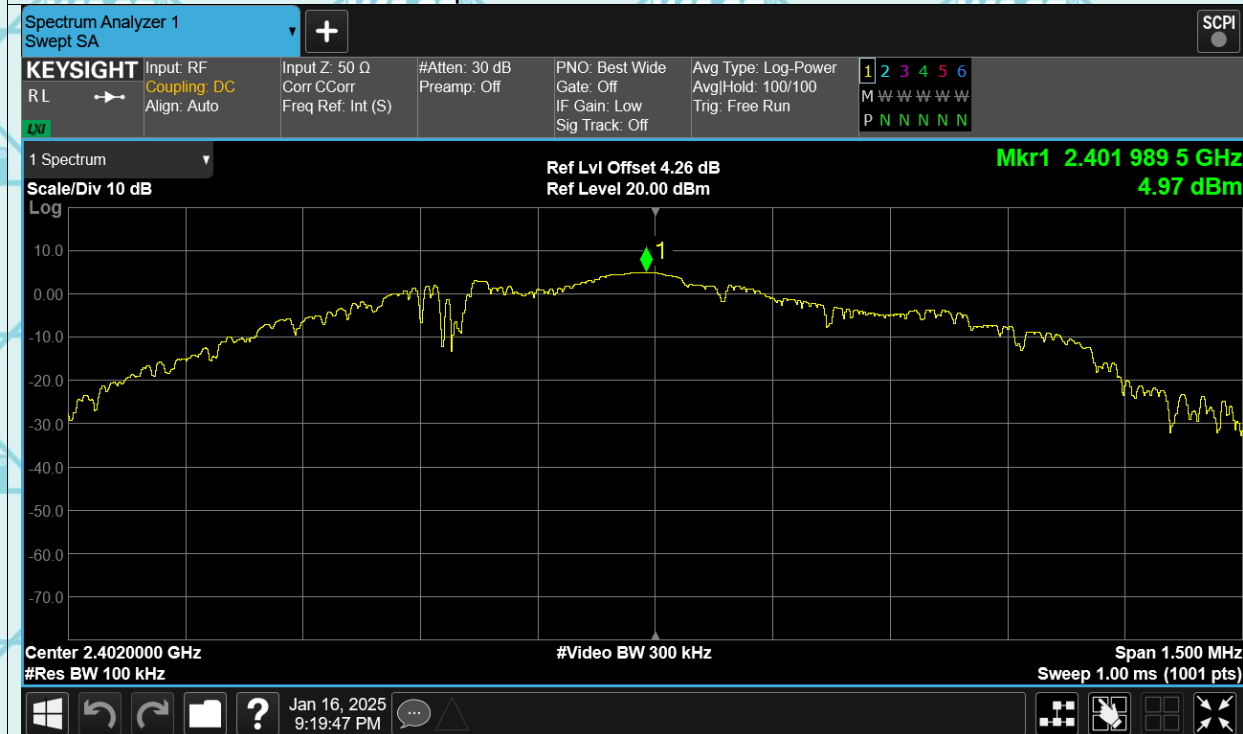 Spectrum Analyzer 1
Swept SA
▼
+
SCPI
KEYSIGHT
RL
LXI
Input: RF
Coupling: DC
Align: Auto
Input Z: 50 Ω
Corr CCorr
Freq Ref: Int (S)
#Atten: 30 dB
Preamp: Off
PNO: Best Wide
Gate: Off
IF Gain: Low
Sig Track: Off
Avg Type: Log-Power
Avg|Hold: 100/100
Trig: Free Run
1 2 3 4 5 6
M W W W W W W
P N N N N N N
1 Spectrum ▼
Scale/Div 10 dB
Log
Ref Lvl Offset 4.26 dB
Ref Level 20.00 dBm
Mkr1 2.401 989 5 GHz
4.97 dBm
1
10.0
0.00
-10.0
-20.0
-30.0
-40.0
-50.0
-60.0
-70.0
Center 2.4020000 GHz
#Res BW 100 kHz
#Video BW 300 kHz
Span 1.500 MHz
Sweep 1.00 ms (1001 pts)
?
Jan 16, 2025
9:19:47 PM